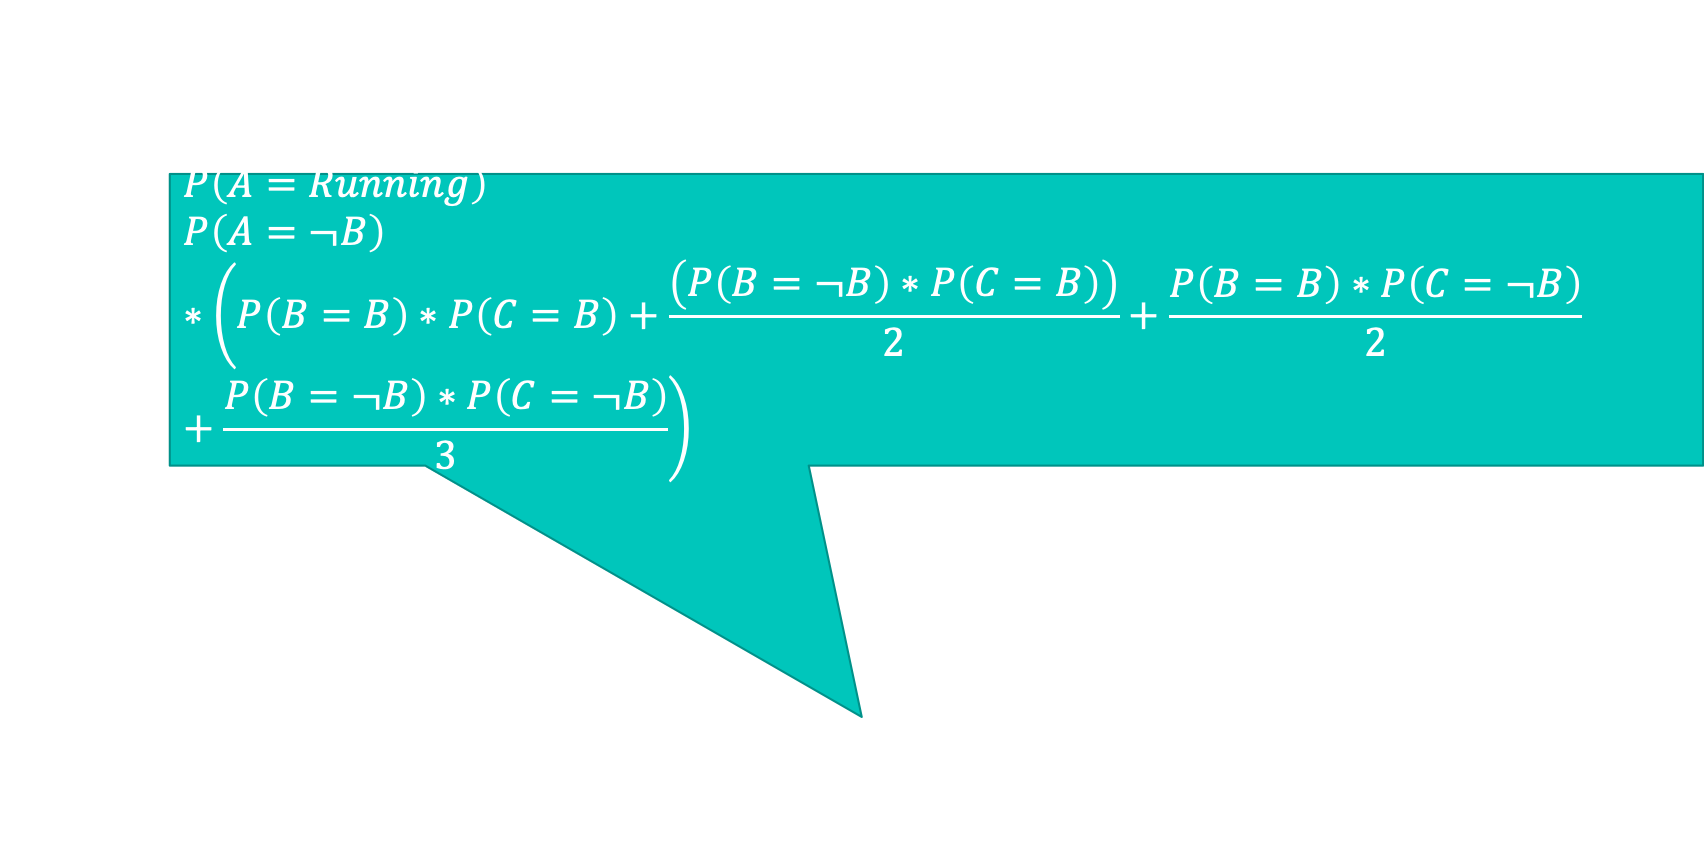 P(A = Running)
P(A = ¬B)
* (P(B = B) * P(C = B) + (P(B = ¬B) * P(C = B))/2 + P(B = B) * P(C = ¬B)/2
+ P(B = ¬B) * P(C = ¬B)/3)